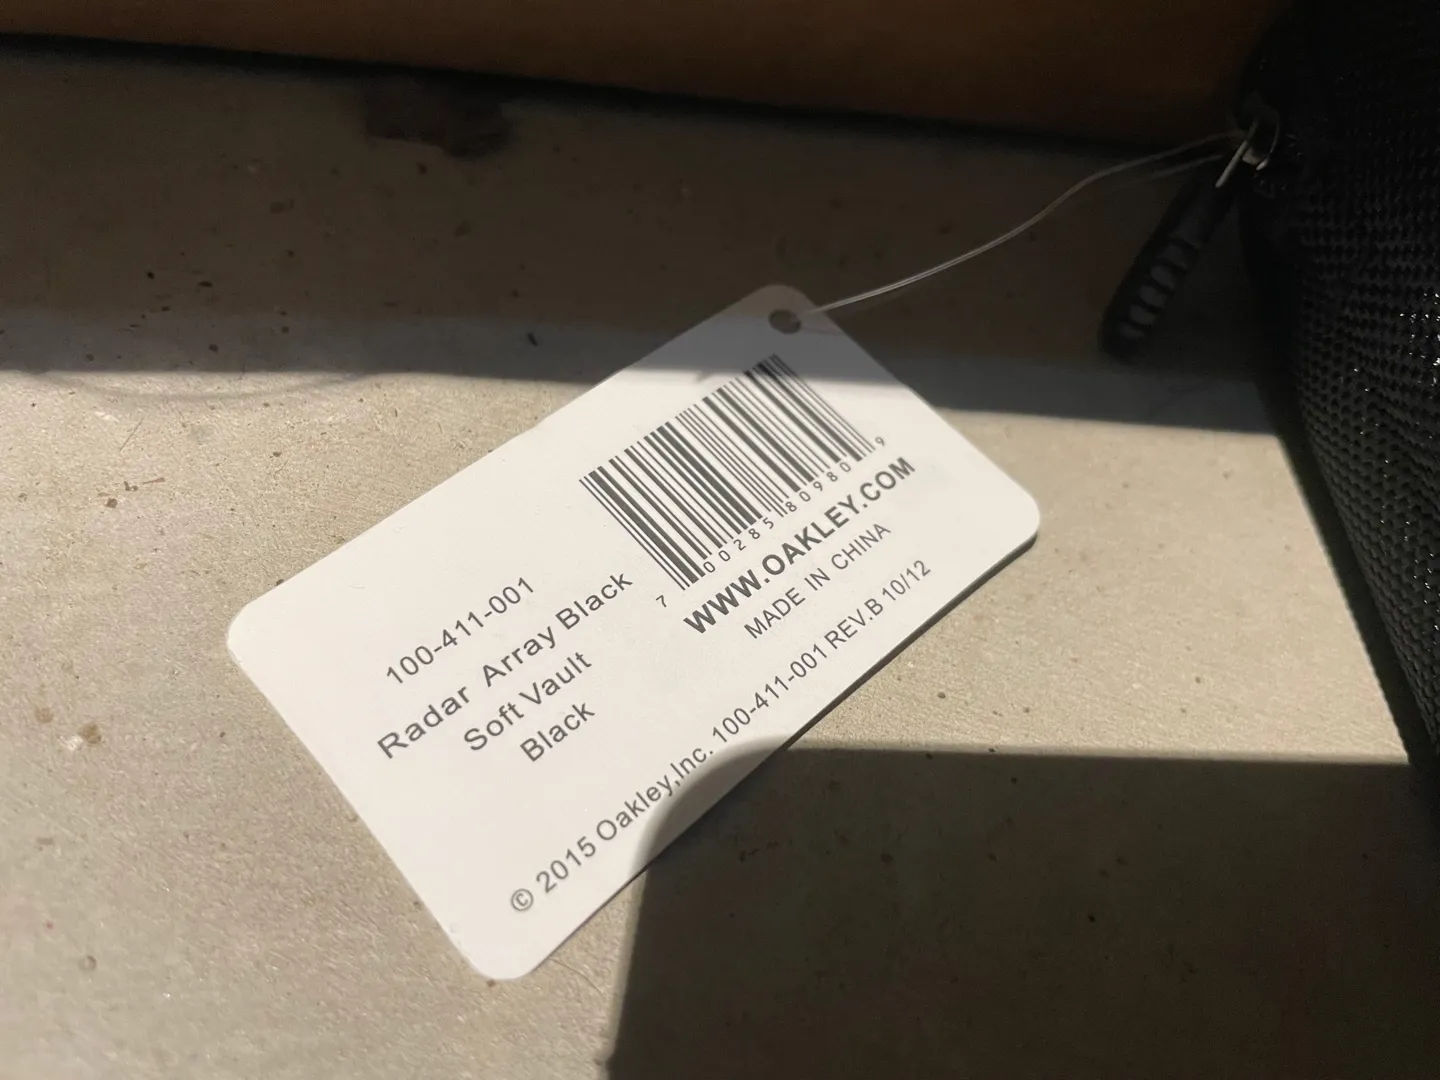 7 00285 80980 9
WWW.OAKLEY.COM
MADE IN CHINA
100-411-001
Radar Array Black
Soft Vault
Black
© 2015 Oakley,Inc. 100-411-001 REV.B 10/12